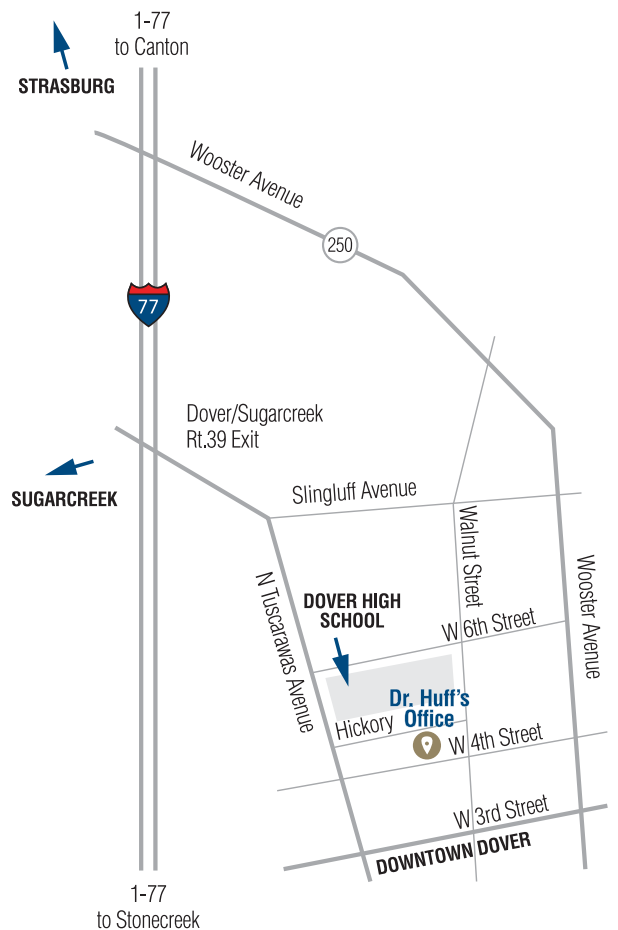 1-77
to Canton
STRASBURG
Wooster Avenue
250
77
Dover/Sugarcreek
Rt.39 Exit
SUGARCREEK
Slingluff Avenue
Walnut Street
N Tuscarawas Avenue
DOVER HIGH
SCHOOL
W 6th Street
Wooster Avenue
Dr. Huff's
Office
Hickory
W 4th Street
W 3rd Street
DOWNTOWN DOVER
1-77
to Stonecreek